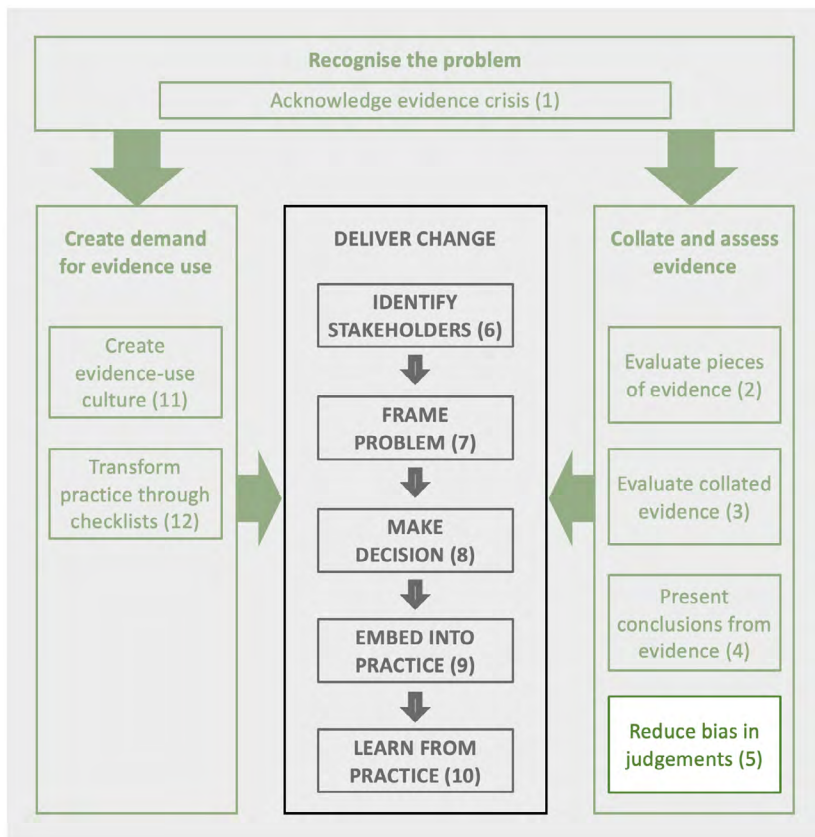 Recognise the problem
Acknowledge evidence crisis (1)
Create demand
for evidence use
Create
evidence-use
culture (11)
Transform
practice through
checklists (12)
DELIVER CHANGE
IDENTIFY
STAKEHOLDERS (6)
FRAME
PROBLEM (7)
MAKE
DECISION (8)
EMBED INTO
PRACTICE (9)
LEARN FROM
PRACTICE (10)
Collate and assess
evidence
Evaluate pieces
of evidence (2)
Evaluate collated
evidence (3)
Present
conclusions from
evidence (4)
Reduce bias in
judgements (5)